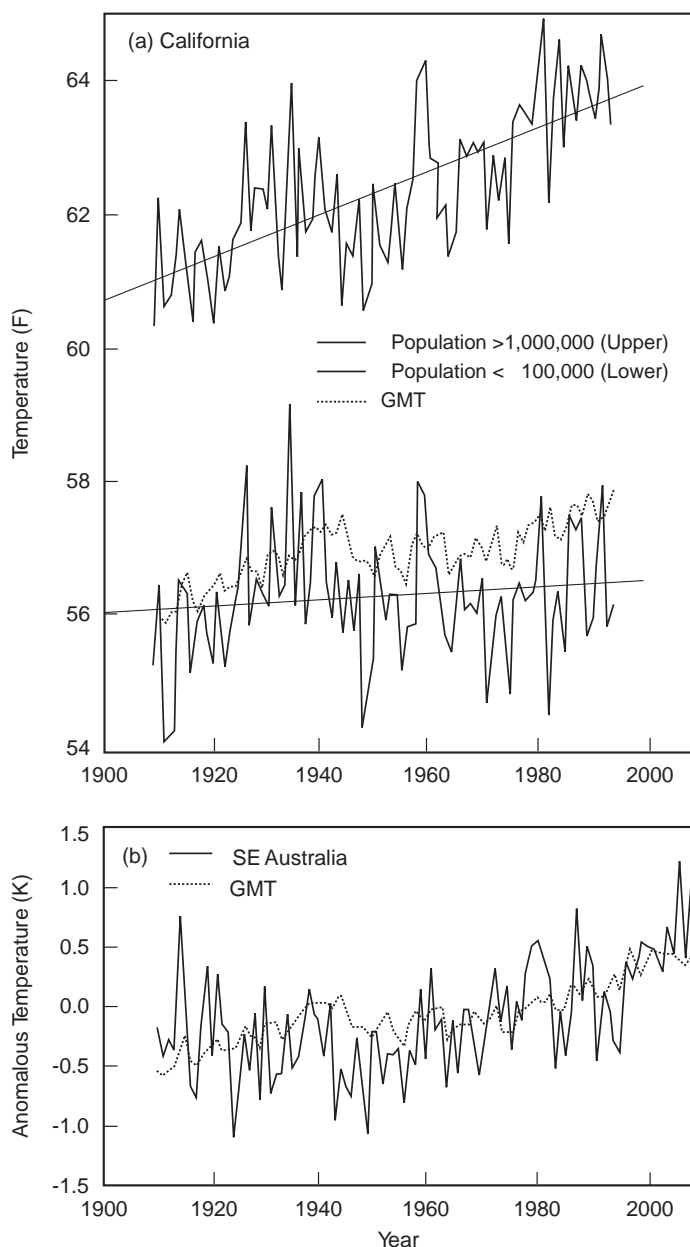 (a) California
64
62
60
58
56
54
Temperature (F)
Population >1,000,000 (Upper)
Population < 100,000 (Lower)
GMT
1900 1920 1940 1960 1980 2000
(b) SE Australia
GMT
1.5
1.0
0.5
0.0
-0.5
-1.0
-1.5
Anomalous Temperature (K)
1900 1920 1940 1960 1980 2000
Year